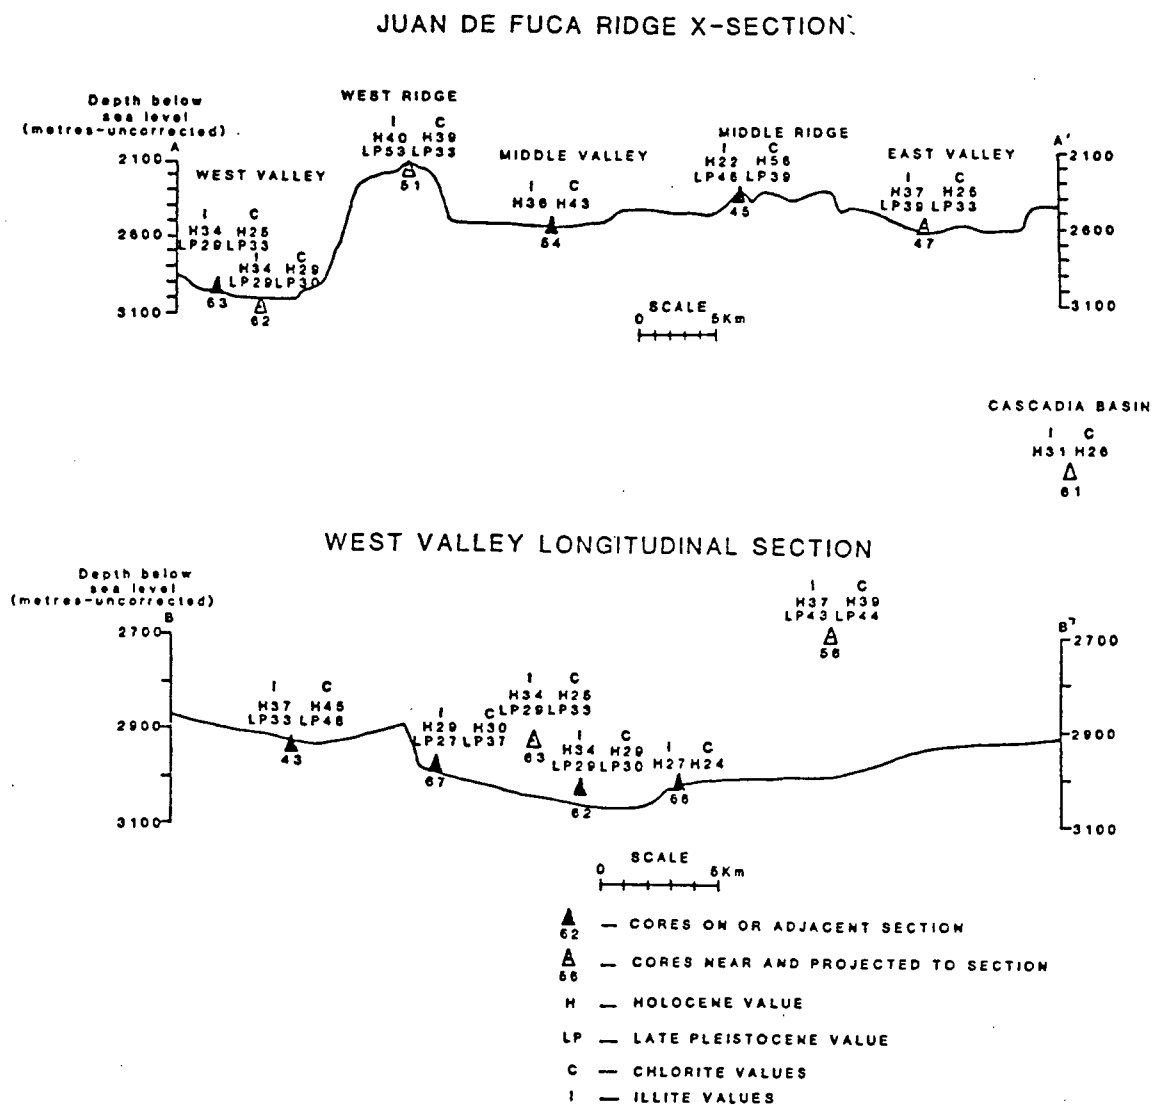 JUAN DE FUCA RIDGE X-SECTION
Depth below
sea level
(metres-uncorrected)
A
2100
2600
3100
WEST VALLEY
I C
H34 H25
LP29 LP33
63
I C
H34 H29
LP29 LP30
62
WEST RIDGE
I C
H40 H39
LP53 LP33
51
MIDDLE VALLEY
I C
H36 H43
54
MIDDLE RIDGE
I C
H22 H56
LP46 LP39
45
EAST VALLEY
I C
H37 H25
LP39 LP33
47
A'
2100
2600
3100
SCALE
0 5Km
CASCADIA BASIN
I C
H31 H26
61
WEST VALLEY LONGITUDINAL SECTION
Depth below
sea level
(metres-uncorrected)
B
2700
2900
3100
I C
H37 H45
LP33 LP46
43
I C
H29 H30
LP27 LP37
67
I C
H34 H25
LP29 LP33
63
I C
H34 H29
LP29 LP30
62
I C
H27 H24
66
I C
H37 H39
LP43 LP44
56
B'
2700
2900
3100
SCALE
0 5Km
62 — CORES ON OR ADJACENT SECTION
56 — CORES NEAR AND PROJECTED TO SECTION
H — HOLOCENE VALUE
LP — LATE PLEISTOCENE VALUE
C — CHLORITE VALUES
I — ILLITE VALUES